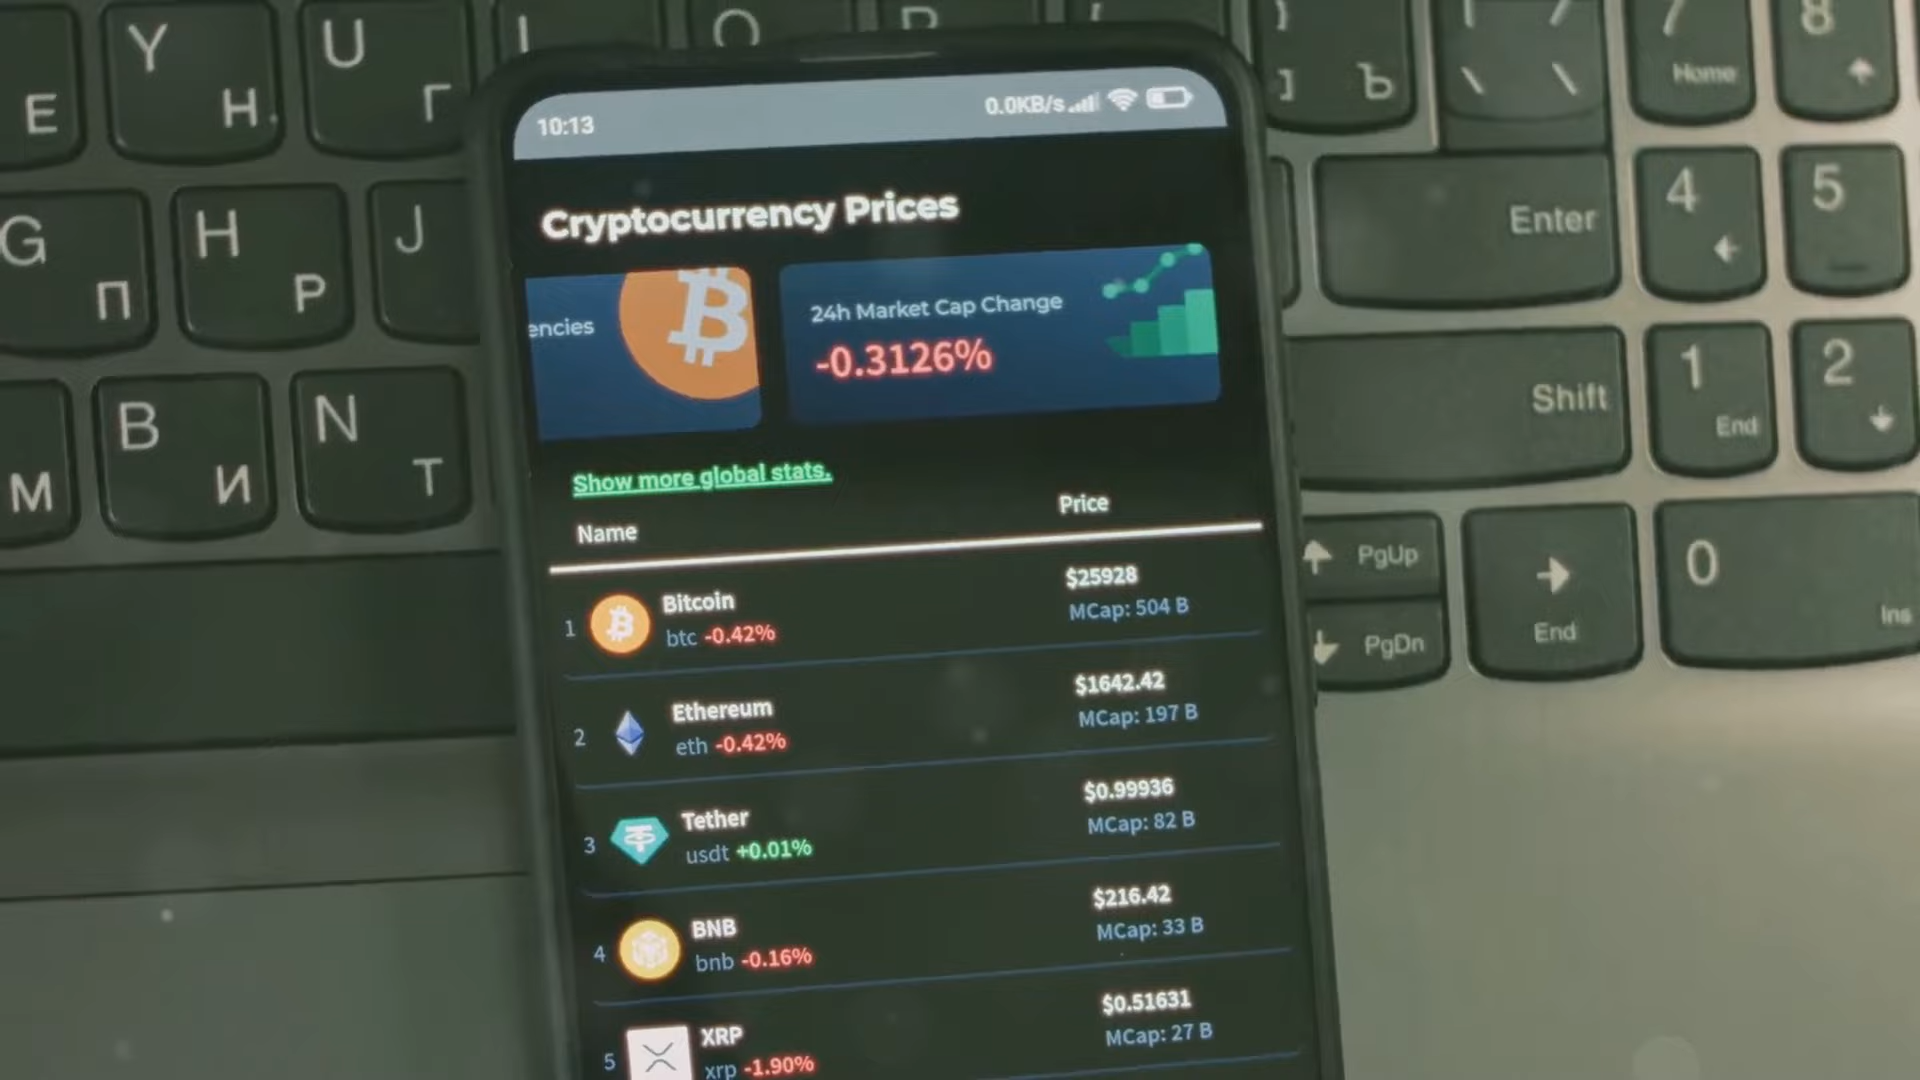 10:13
0.0KB/s
Cryptocurrency Prices
encies
24h Market Cap Change
-0.3126%
Show more global stats.
Name
Price
1
Bitcoin
btc -0.42%
$25928
MCap: 504 B
2
Ethereum
eth -0.42%
$1642.42
MCap: 197 B
3
Tether
usdt +0.01%
$0.99936
MCap: 82 B
4
BNB
bnb -0.16%
$216.42
MCap: 33 B
5
XRP
xrp -1.90%
$0.51631
MCap: 27 B
Е
Y
Н
U
Г
O
Ъ
7
Home
8
G
П
H
Р
J
Enter
4
5
М
B
И
N
Т
Shift
1
End
2
PgUp
PgDn
End
0
Ins